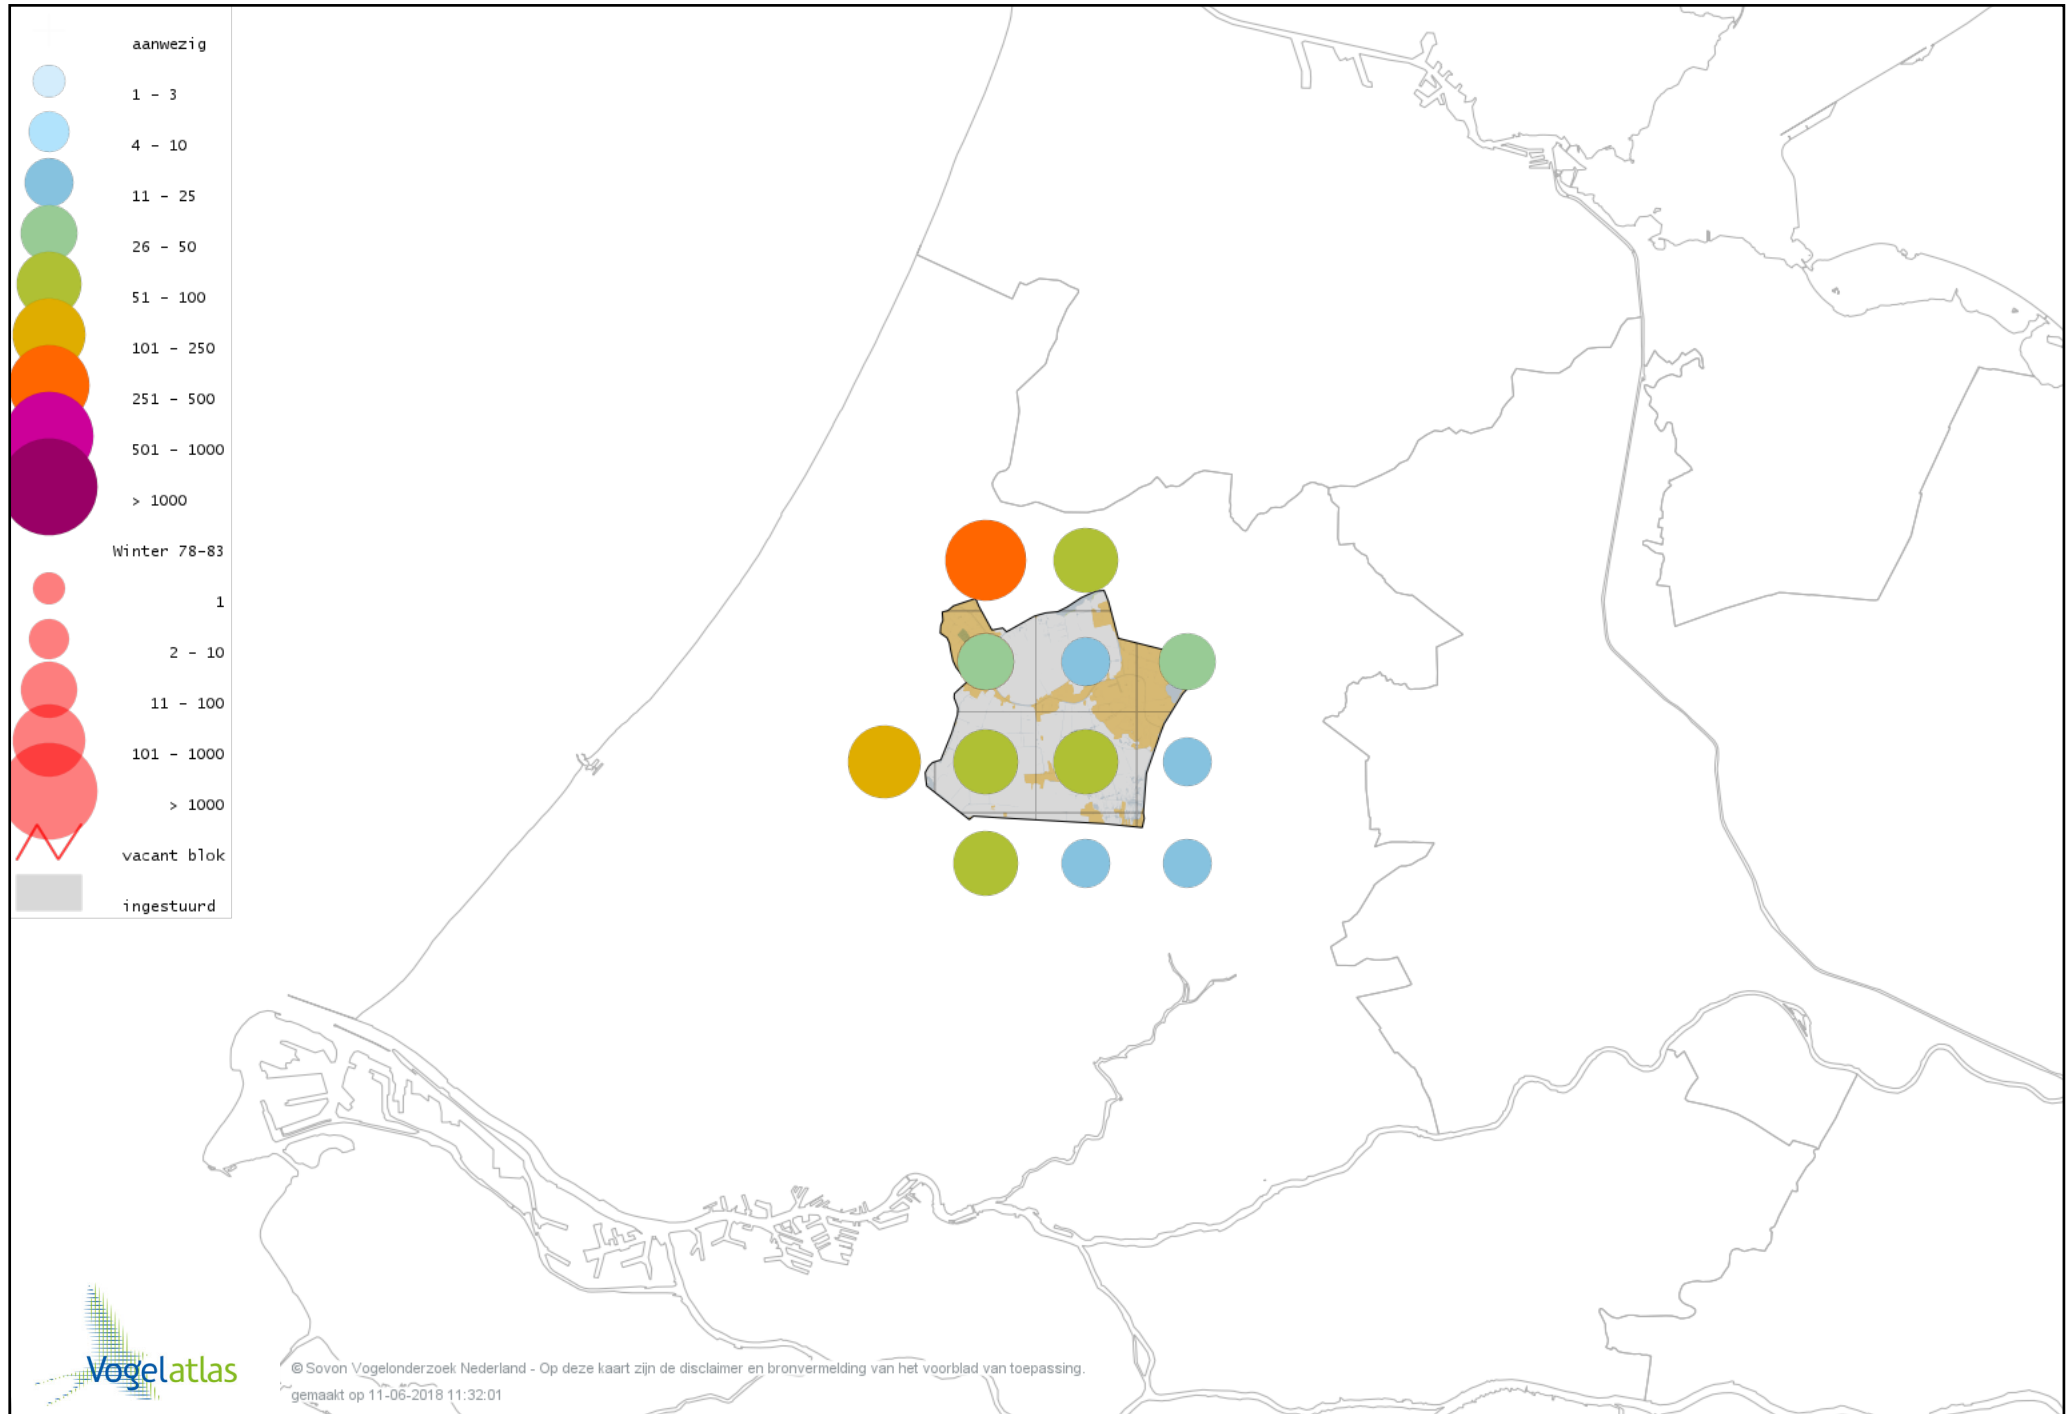 aanwezig
1 - 3
4 - 10
11 - 25
26 - 50
51 - 100
101 - 250
251 - 500
501 - 1000
> 1000
Winter 78-83
1
2 - 10
11 - 100
101 - 1000
> 1000
vacant blok
ingestuurd
Vogelatlas
© Sovon Vogelonderzoek Nederland - Op deze kaart zijn de disclaimer en bronvermelding van het voorblad van toepassing.
gemaakt op 11-06-2018 11:32:01